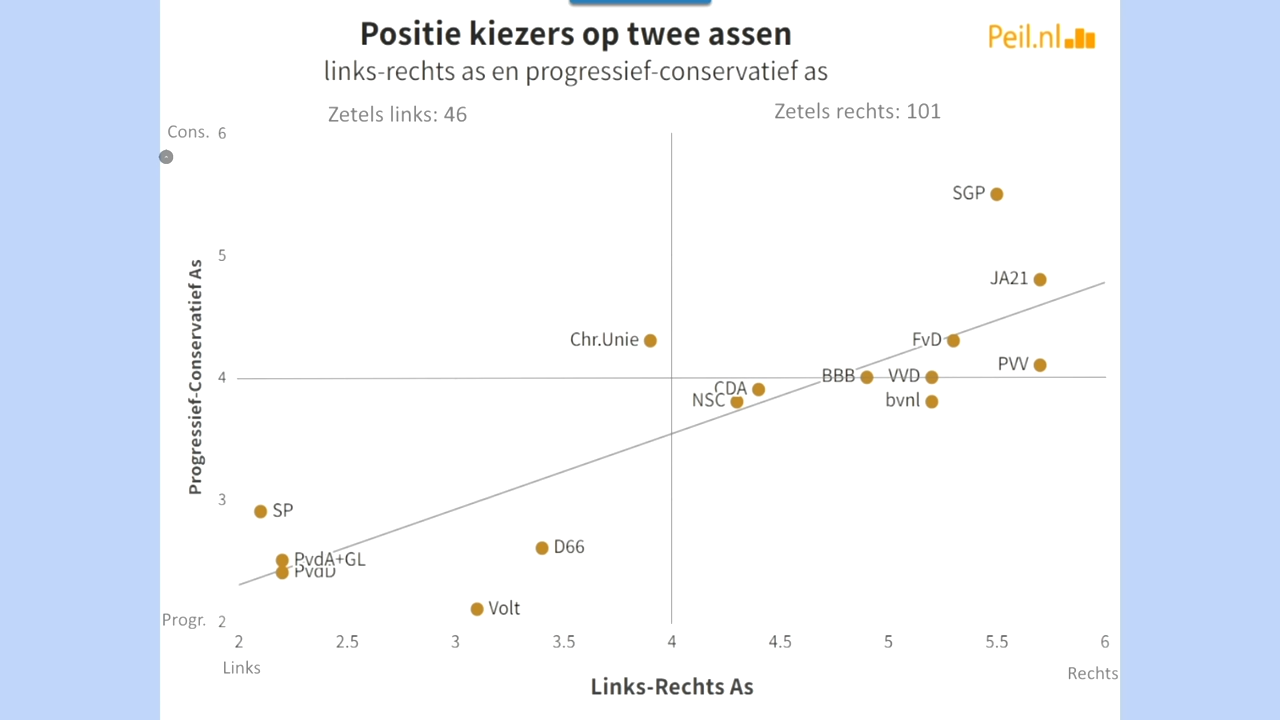 Positie kiezers op twee assen
Peil.nl
links-rechts as en progressief-conservatief as
Zetels links: 46
Zetels rechts: 101
Cons. 6
SGP
5
JA21
Chr.Unie
FvD
PVV
4
BBB
VVD
CDA
NSC
bvnl
Progressief-Conservatief As
3
SP
D66
PvdA+GL
PvdD
Volt
Progr. 2
2 2.5 3 3.5 4 4.5 5 5.5 6
Links
Rechts
Links-Rechts As